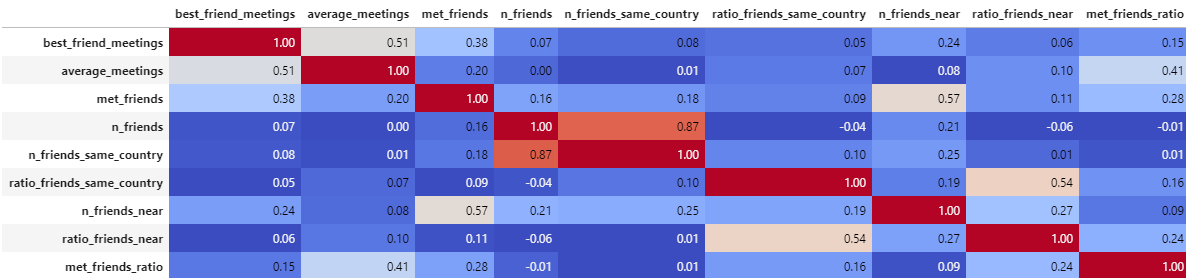 best_friend_meetings average_meetings met_friends n_friends n_friends_same_country ratio_friends_same_country n_friends_near ratio_friends_near met_friends_ratio
best_friend_meetings 1.00 0.51 0.38 0.07 0.08 0.05 0.24 0.06 0.15
average_meetings 0.51 1.00 0.20 0.00 0.01 0.07 0.08 0.10 0.41
met_friends 0.38 0.20 1.00 0.16 0.18 0.09 0.57 0.11 0.28
n_friends 0.07 0.00 0.16 1.00 0.87 -0.04 0.21 -0.06 -0.01
n_friends_same_country 0.08 0.01 0.18 0.87 1.00 0.10 0.25 0.01 0.01
ratio_friends_same_country 0.05 0.07 0.09 -0.04 0.10 1.00 0.19 0.54 0.16
n_friends_near 0.24 0.08 0.57 0.21 0.25 0.19 1.00 0.27 0.09
ratio_friends_near 0.06 0.10 0.11 -0.06 0.01 0.54 0.27 1.00 0.24
met_friends_ratio 0.15 0.41 0.28 -0.01 0.01 0.16 0.09 0.24 1.00